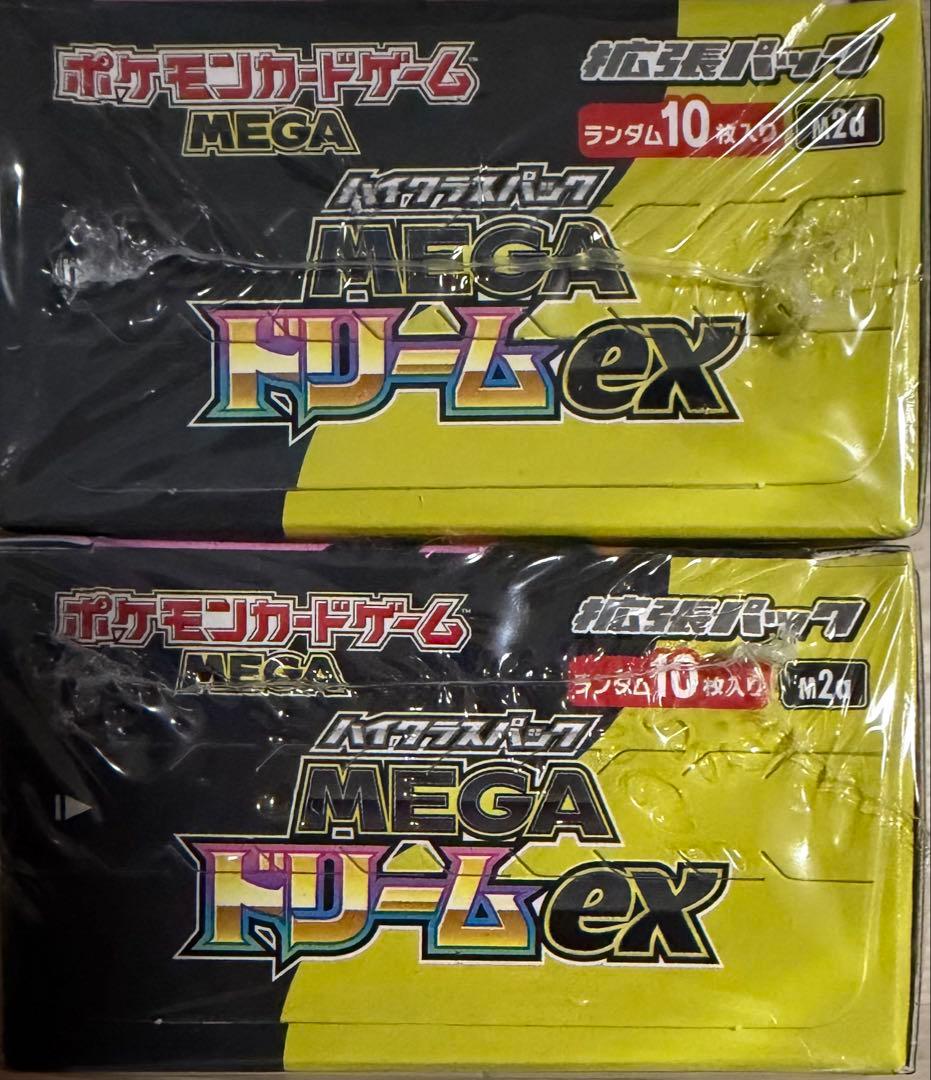 ポケモンカードゲーム
MEGA
拡張パック
ランダム10枚入り M2a
ハイクラスパック
MEGA
ドリームex
ポケモンカードゲーム
MEGA
拡張パック
ランダム10枚入り M2a
ハイクラスパック
MEGA
ドリームex